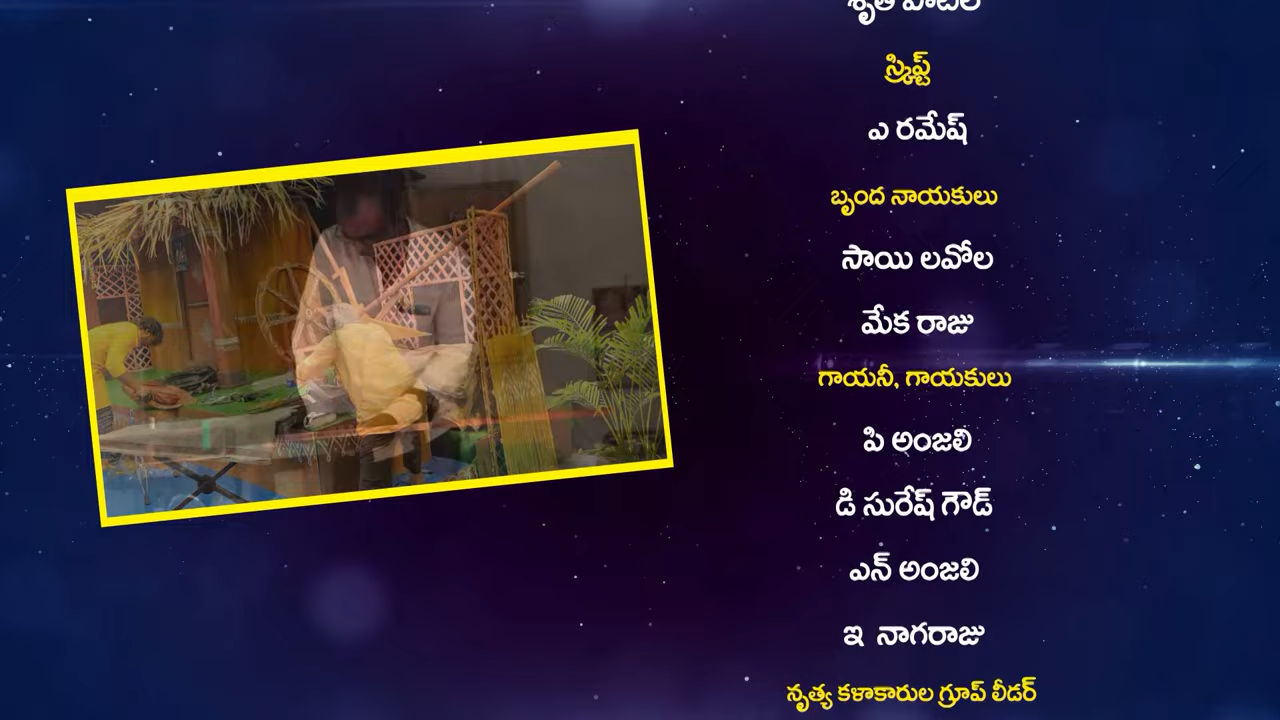 స్క్రిప్ట్
ఎ రమేష్
బృంద నాయకులు
సాయి లవోల
మేక రాజు
గాయనీ, గాయకులు
పి అంజలి
డి సురేష్ గౌడ్
ఎన్ అంజలి
ఇ నాగరాజు
నృత్య కళాకారుల గ్రూప్ లీడర్